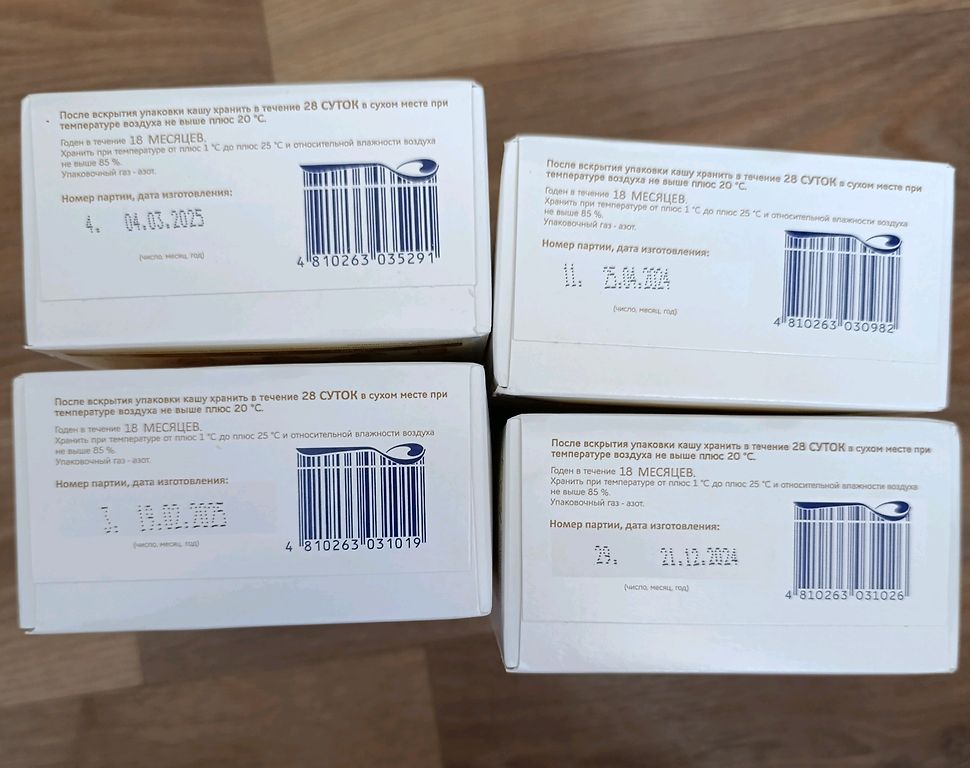 После вскрытия упаковки кашу хранить в течение 28 СУТОК в сухом месте при
температуре воздуха не выше плюс 20 °С.
Годен в течение 18 МЕСЯЦЕВ.
Хранить при температуре от плюс 1 °С до плюс 25 °С и относительной влажности воздуха
не выше 85 %.
Упаковочный газ - азот.
Номер партии, дата изготовления:
4. 04.03.2025
(число, месяц, год)
4 810263 035291
После вскрытия упаковки кашу хранить в течение 28 СУТОК в сухом месте при
температуре воздуха не выше плюс 20 °С.
Годен в течение 18 МЕСЯЦЕВ.
Хранить при температуре от плюс 1 °С до плюс 25 °С и относительной влажности воздуха
не выше 85 %.
Упаковочный газ - азот.
Номер партии, дата изготовления:
11. 25.04.2024
(число, месяц, год)
4 810263 030982
После вскрытия упаковки кашу хранить в течение 28 СУТОК в сухом месте при
температуре воздуха не выше плюс 20 °С.
Годен в течение 18 МЕСЯЦЕВ.
Хранить при температуре от плюс 1 °С до плюс 25 °С и относительной влажности воздуха
не выше 85 %.
Упаковочный газ - азот.
Номер партии, дата изготовления:
3. 19.02.2025
(число, месяц, год)
4 810263 031019
После вскрытия упаковки кашу хранить в течение 28 СУТОК в сухом месте при
температуре воздуха не выше плюс 20 °С.
Годен в течение 18 МЕСЯЦЕВ.
Хранить при температуре от плюс 1 °С до плюс 25 °С и относительной влажности воздуха
не выше 85 %.
Упаковочный газ - азот.
Номер партии, дата изготовления:
29. 21.12.2024
(число, месяц, год)
4 810263 031026